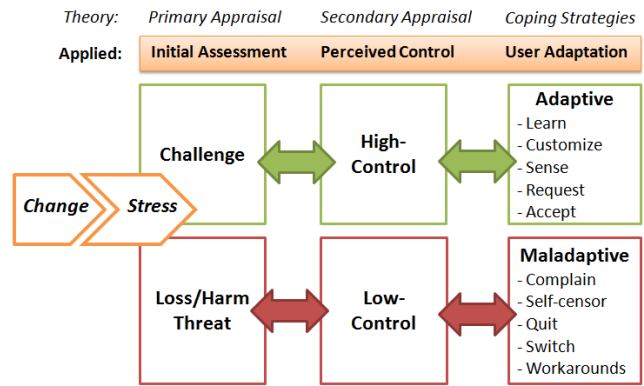 Theory: Primary Appraisal Secondary Appraisal Coping Strategies
Applied: Initial Assessment Perceived Control User Adaptation
Change Stress
Challenge
High-
Control
Adaptive
- Learn
- Customize
- Sense
- Request
- Accept
Loss/Harm
Threat
Low-
Control
Maladaptive
- Complain
- Self-censor
- Quit
- Switch
- Workarounds